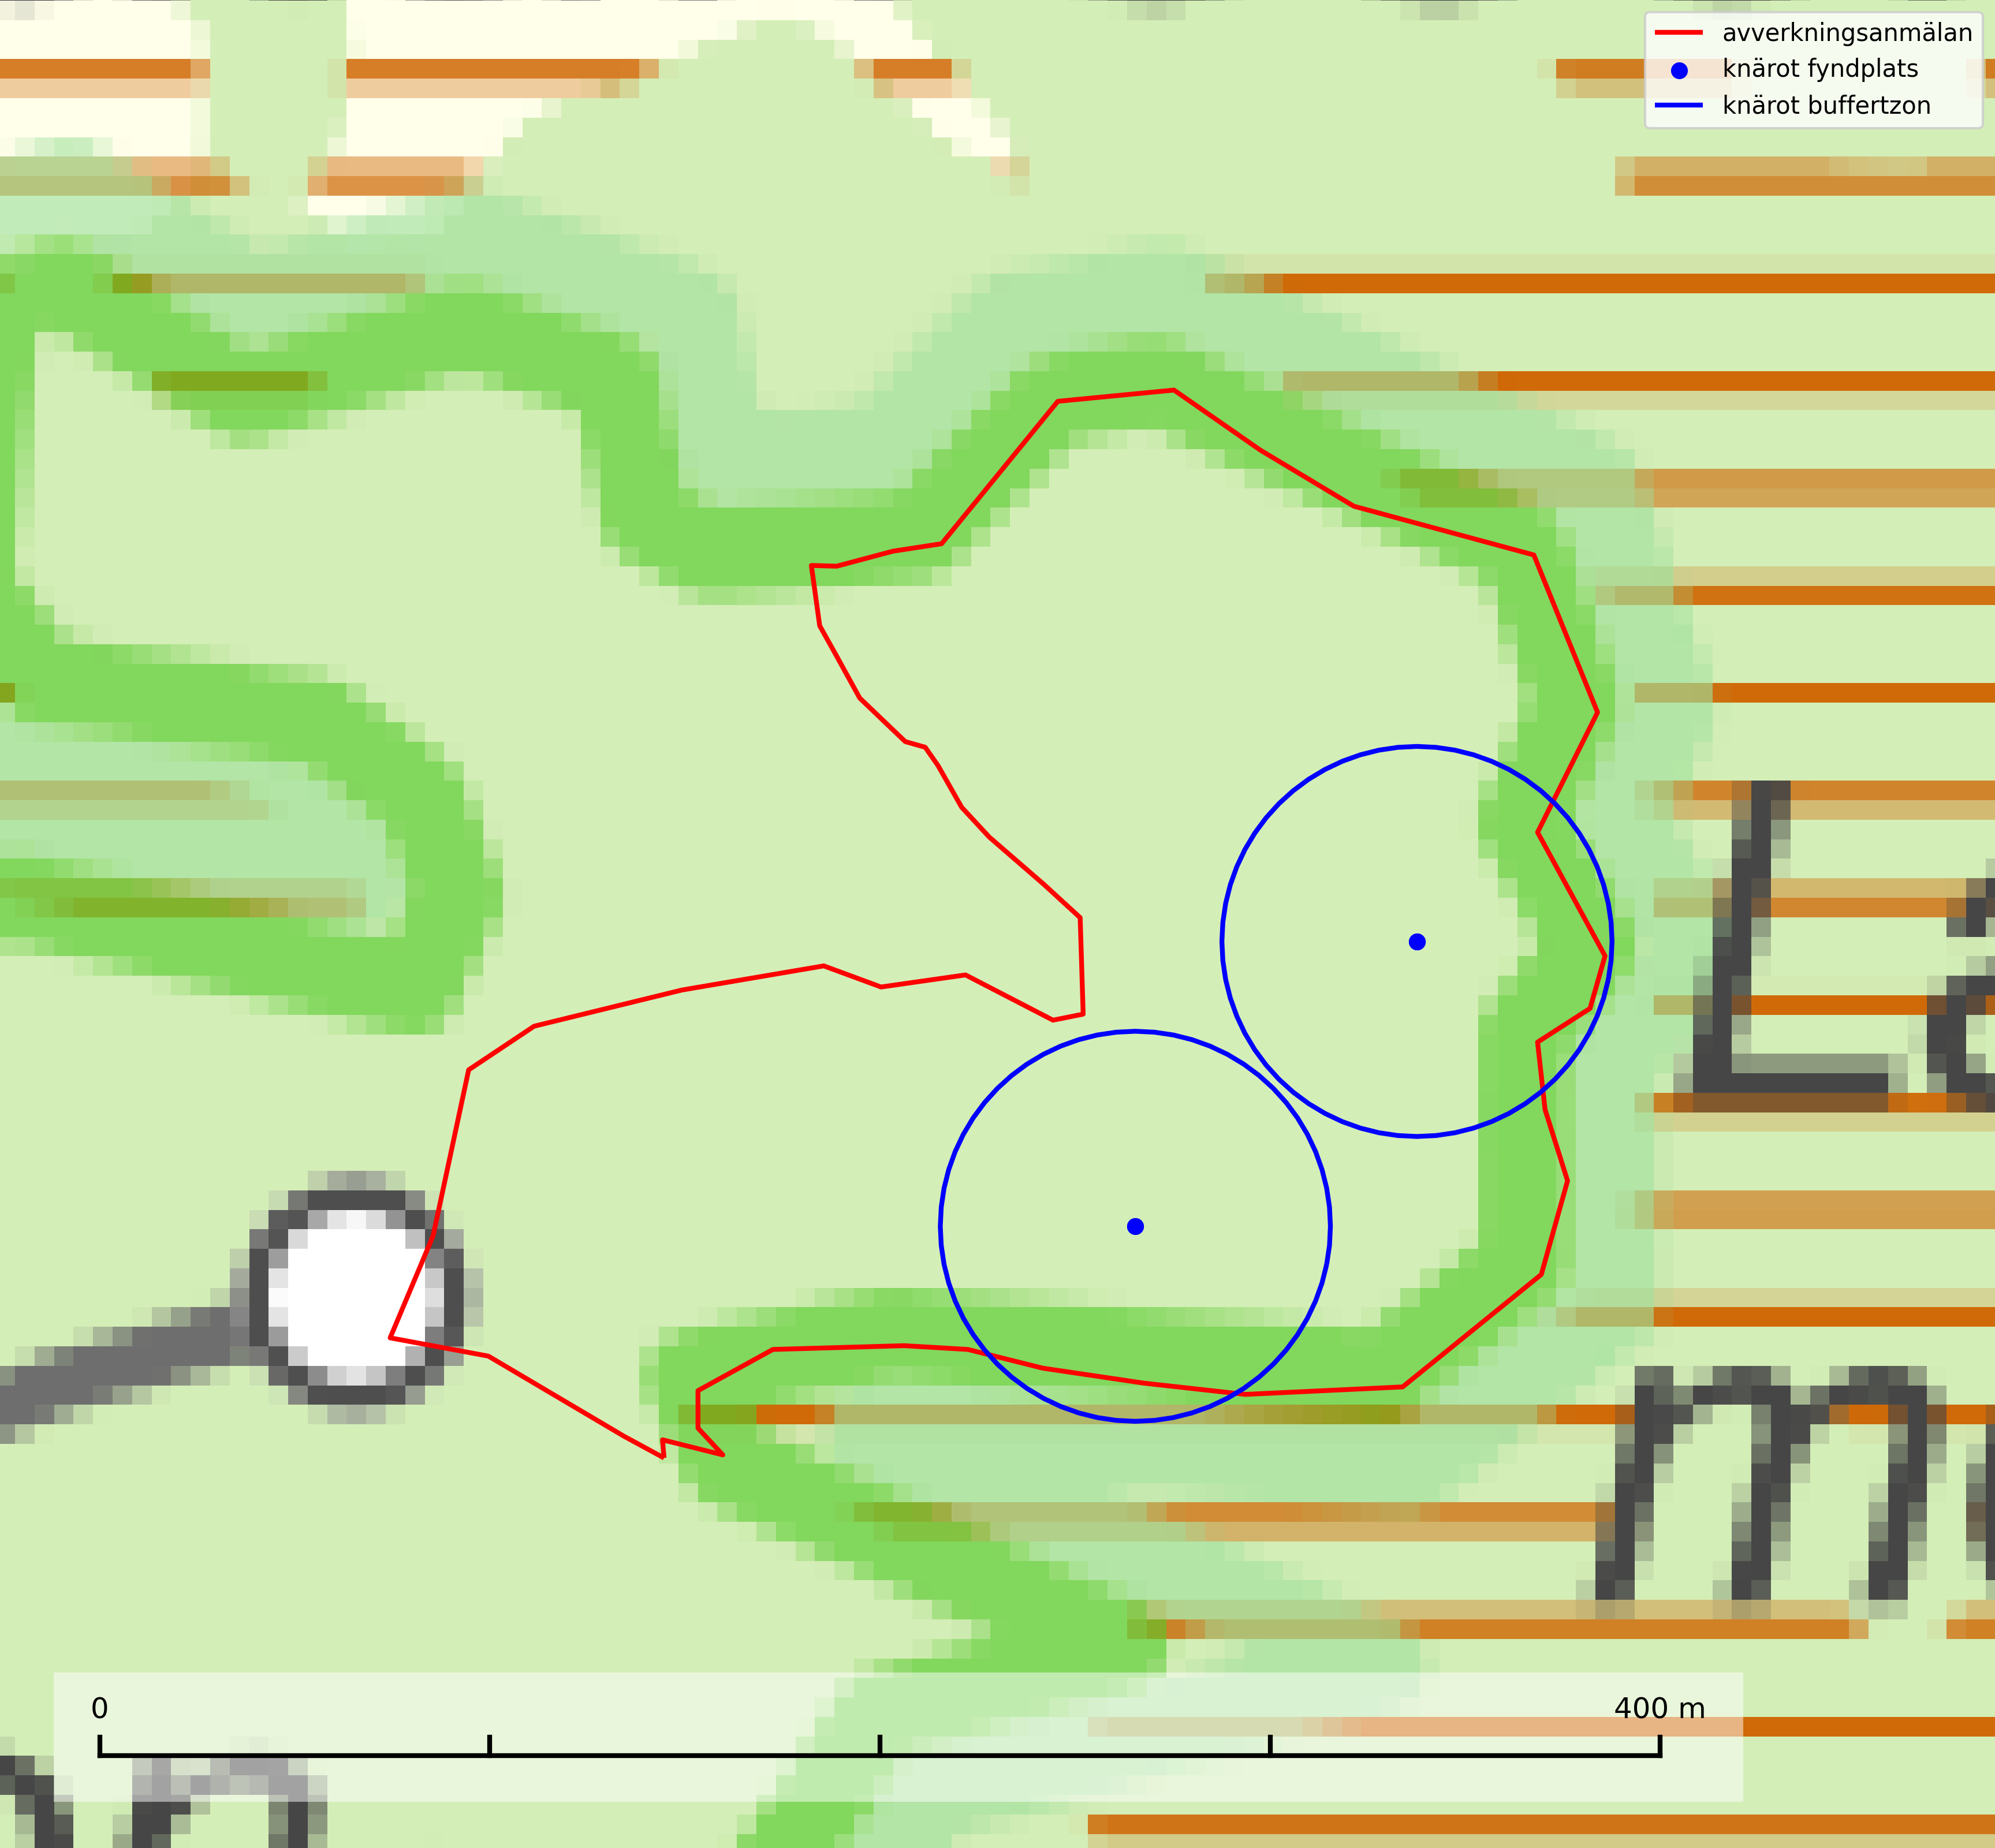 avverkningsanmälan
knärot fyndplats
knärot buffertzon
0
400 m